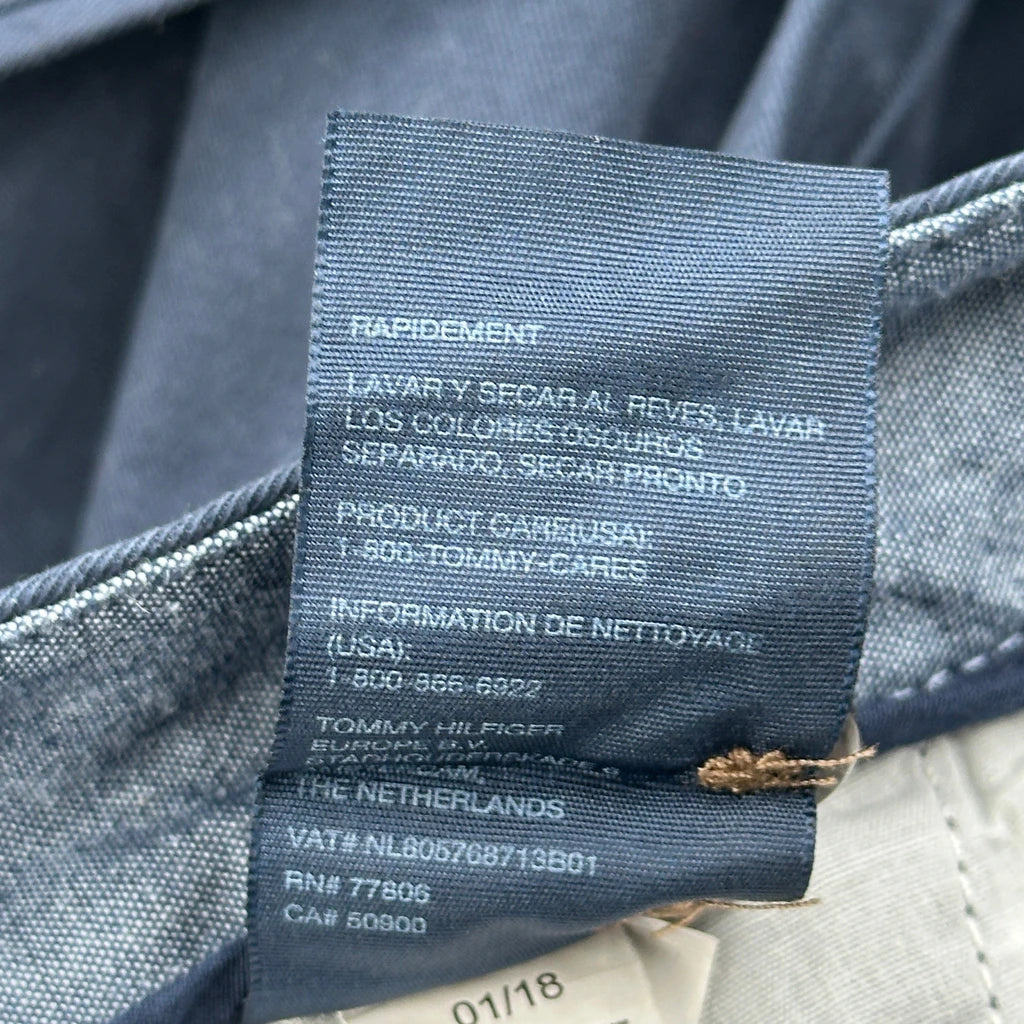 RAPIDEMENT
LAVAR Y SECAR AL REVES, LAVAR
LOS COLORES OSCUROS
SEPARADO. SECAR PRONTO
PRODUCT CARE(USA):
1-800-TOMMY-CARES
INFORMATION DE NETTOYAGE
(USA):
1-800-866-6922
TOMMY HILFIGER
EUROPE B.V.
THE NETHERLANDS
VAT# NL805768713B01
RN# 77806
CA# 50900
01/18